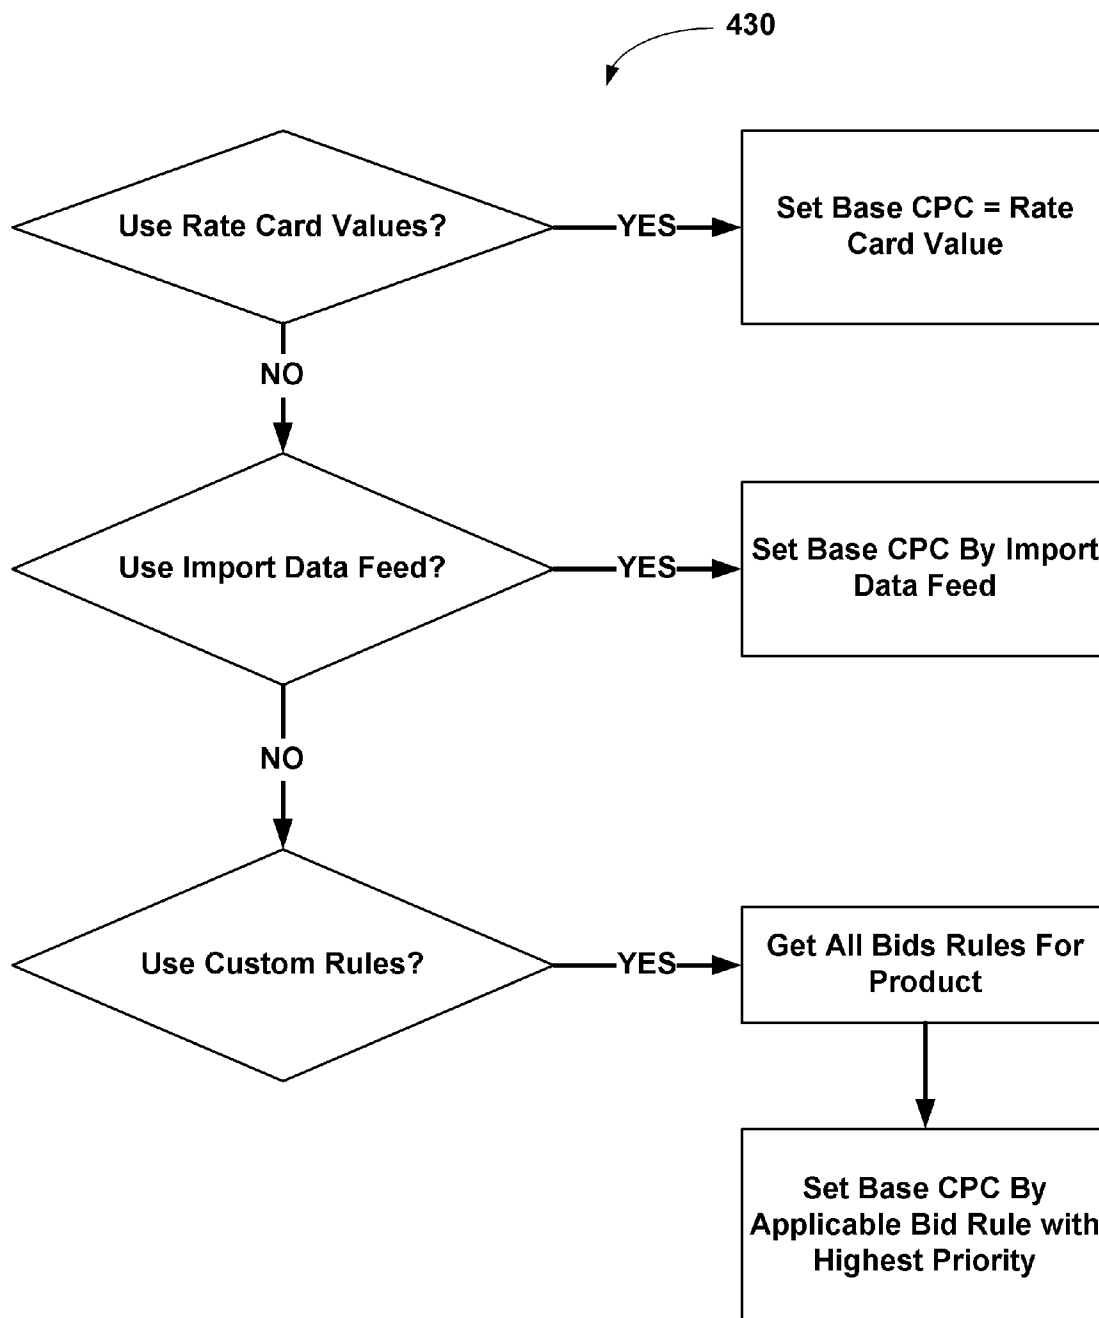 430
Use Rate Card Values?
YES
Set Base CPC = Rate
Card Value
NO
Use Import Data Feed?
YES
Set Base CPC By Import
Data Feed
NO
Use Custom Rules?
YES
Get All Bids Rules For
Product
Set Base CPC By
Applicable Bid Rule with
Highest Priority